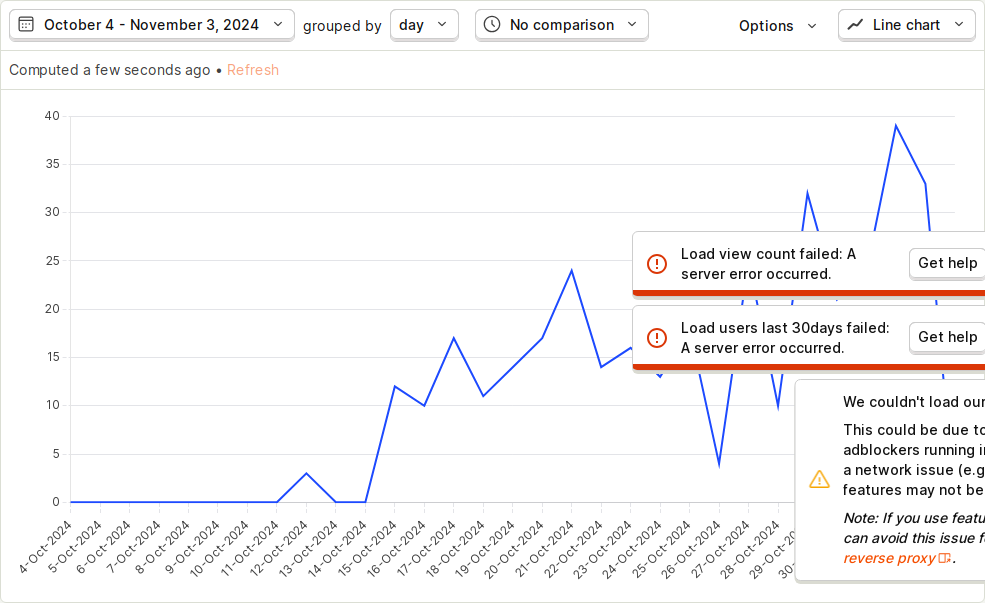 October 4 - November 3, 2024 grouped by day No comparison Options Line chart
Computed a few seconds ago • Refresh
40
35
30
25
20
15
10
5
0
Load view count failed: A
server error occurred.
Get help
Load users last 30days failed:
A server error occurred.
Get help
We couldn't load our
This could be due to
adblockers running in
a network issue (e.g
features may not be
Note: If you use featu
can avoid this issue f
reverse proxy.
4-Oct-2024
5-Oct-2024
6-Oct-2024
7-Oct-2024
8-Oct-2024
9-Oct-2024
10-Oct-2024
11-Oct-2024
12-Oct-2024
13-Oct-2024
14-Oct-2024
15-Oct-2024
16-Oct-2024
17-Oct-2024
18-Oct-2024
19-Oct-2024
20-Oct-2024
21-Oct-2024
22-Oct-2024
23-Oct-2024
24-Oct-2024
25-Oct-2024
26-Oct-2024
27-Oct-2024
28-Oct-2024
29-Oct-20
30-